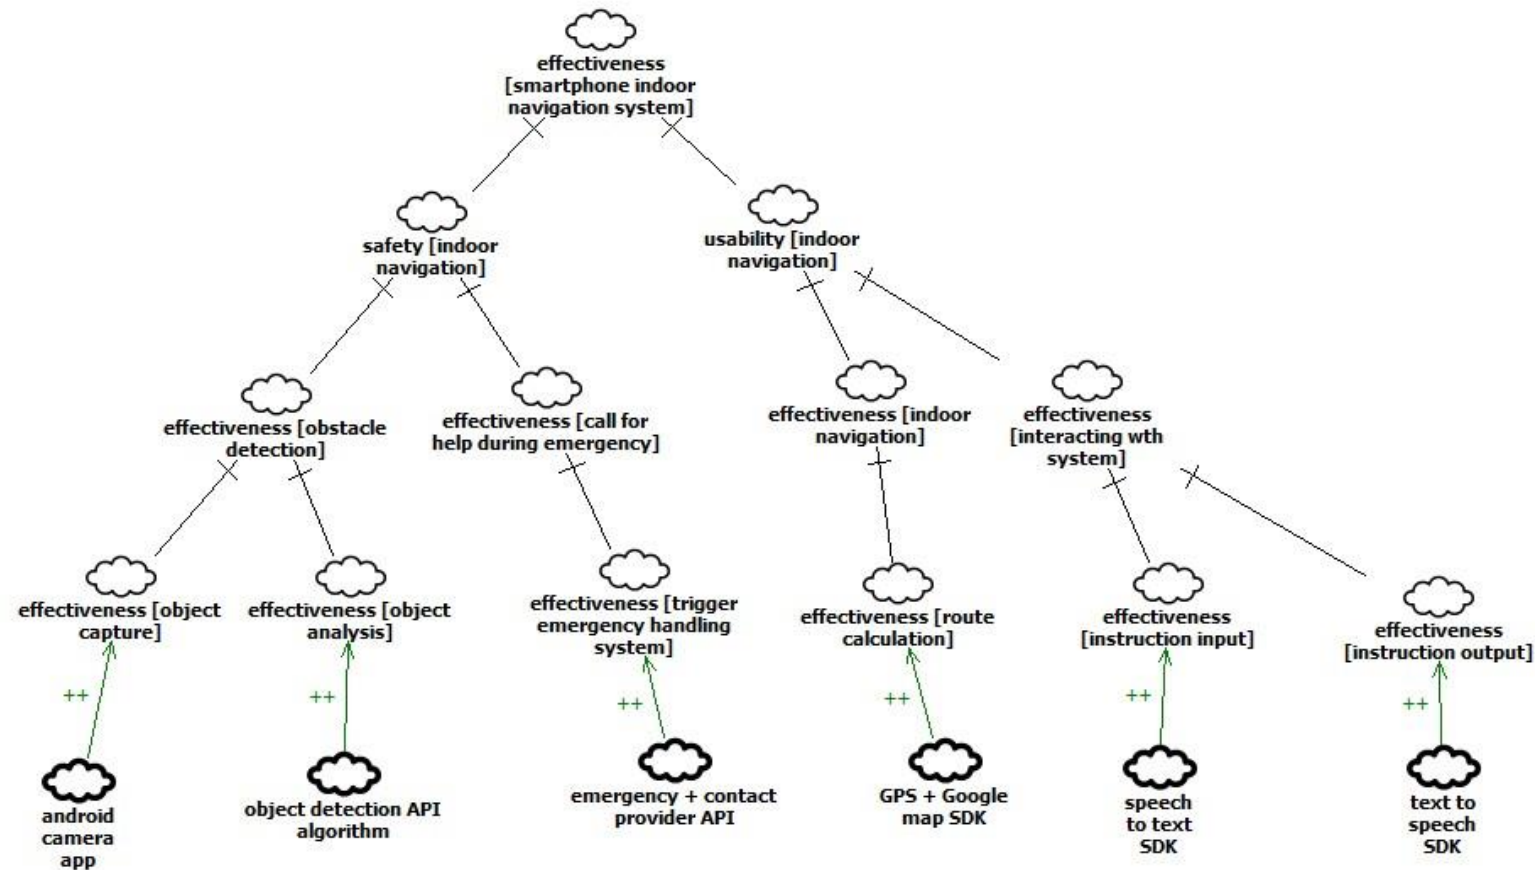 effectiveness
[smartphone indoor
navigation system]
safety [indoor
navigation]
usability [indoor
navigation]
effectiveness [obstacle
detection]
effectiveness [call for
help during emergency]
effectiveness [indoor
navigation]
effectiveness
[interacting wth
system]
effectiveness [object
capture]
effectiveness [object
analysis]
effectiveness [trigger
emergency handling
system]
effectiveness [route
calculation]
effectiveness
[instruction input]
effectiveness
[instruction output]
++
++
++
++
++
++
android
camera
app
object detection API
algorithm
emergency + contact
provider API
GPS + Google
map SDK
speech
to text
SDK
text to
speech
SDK